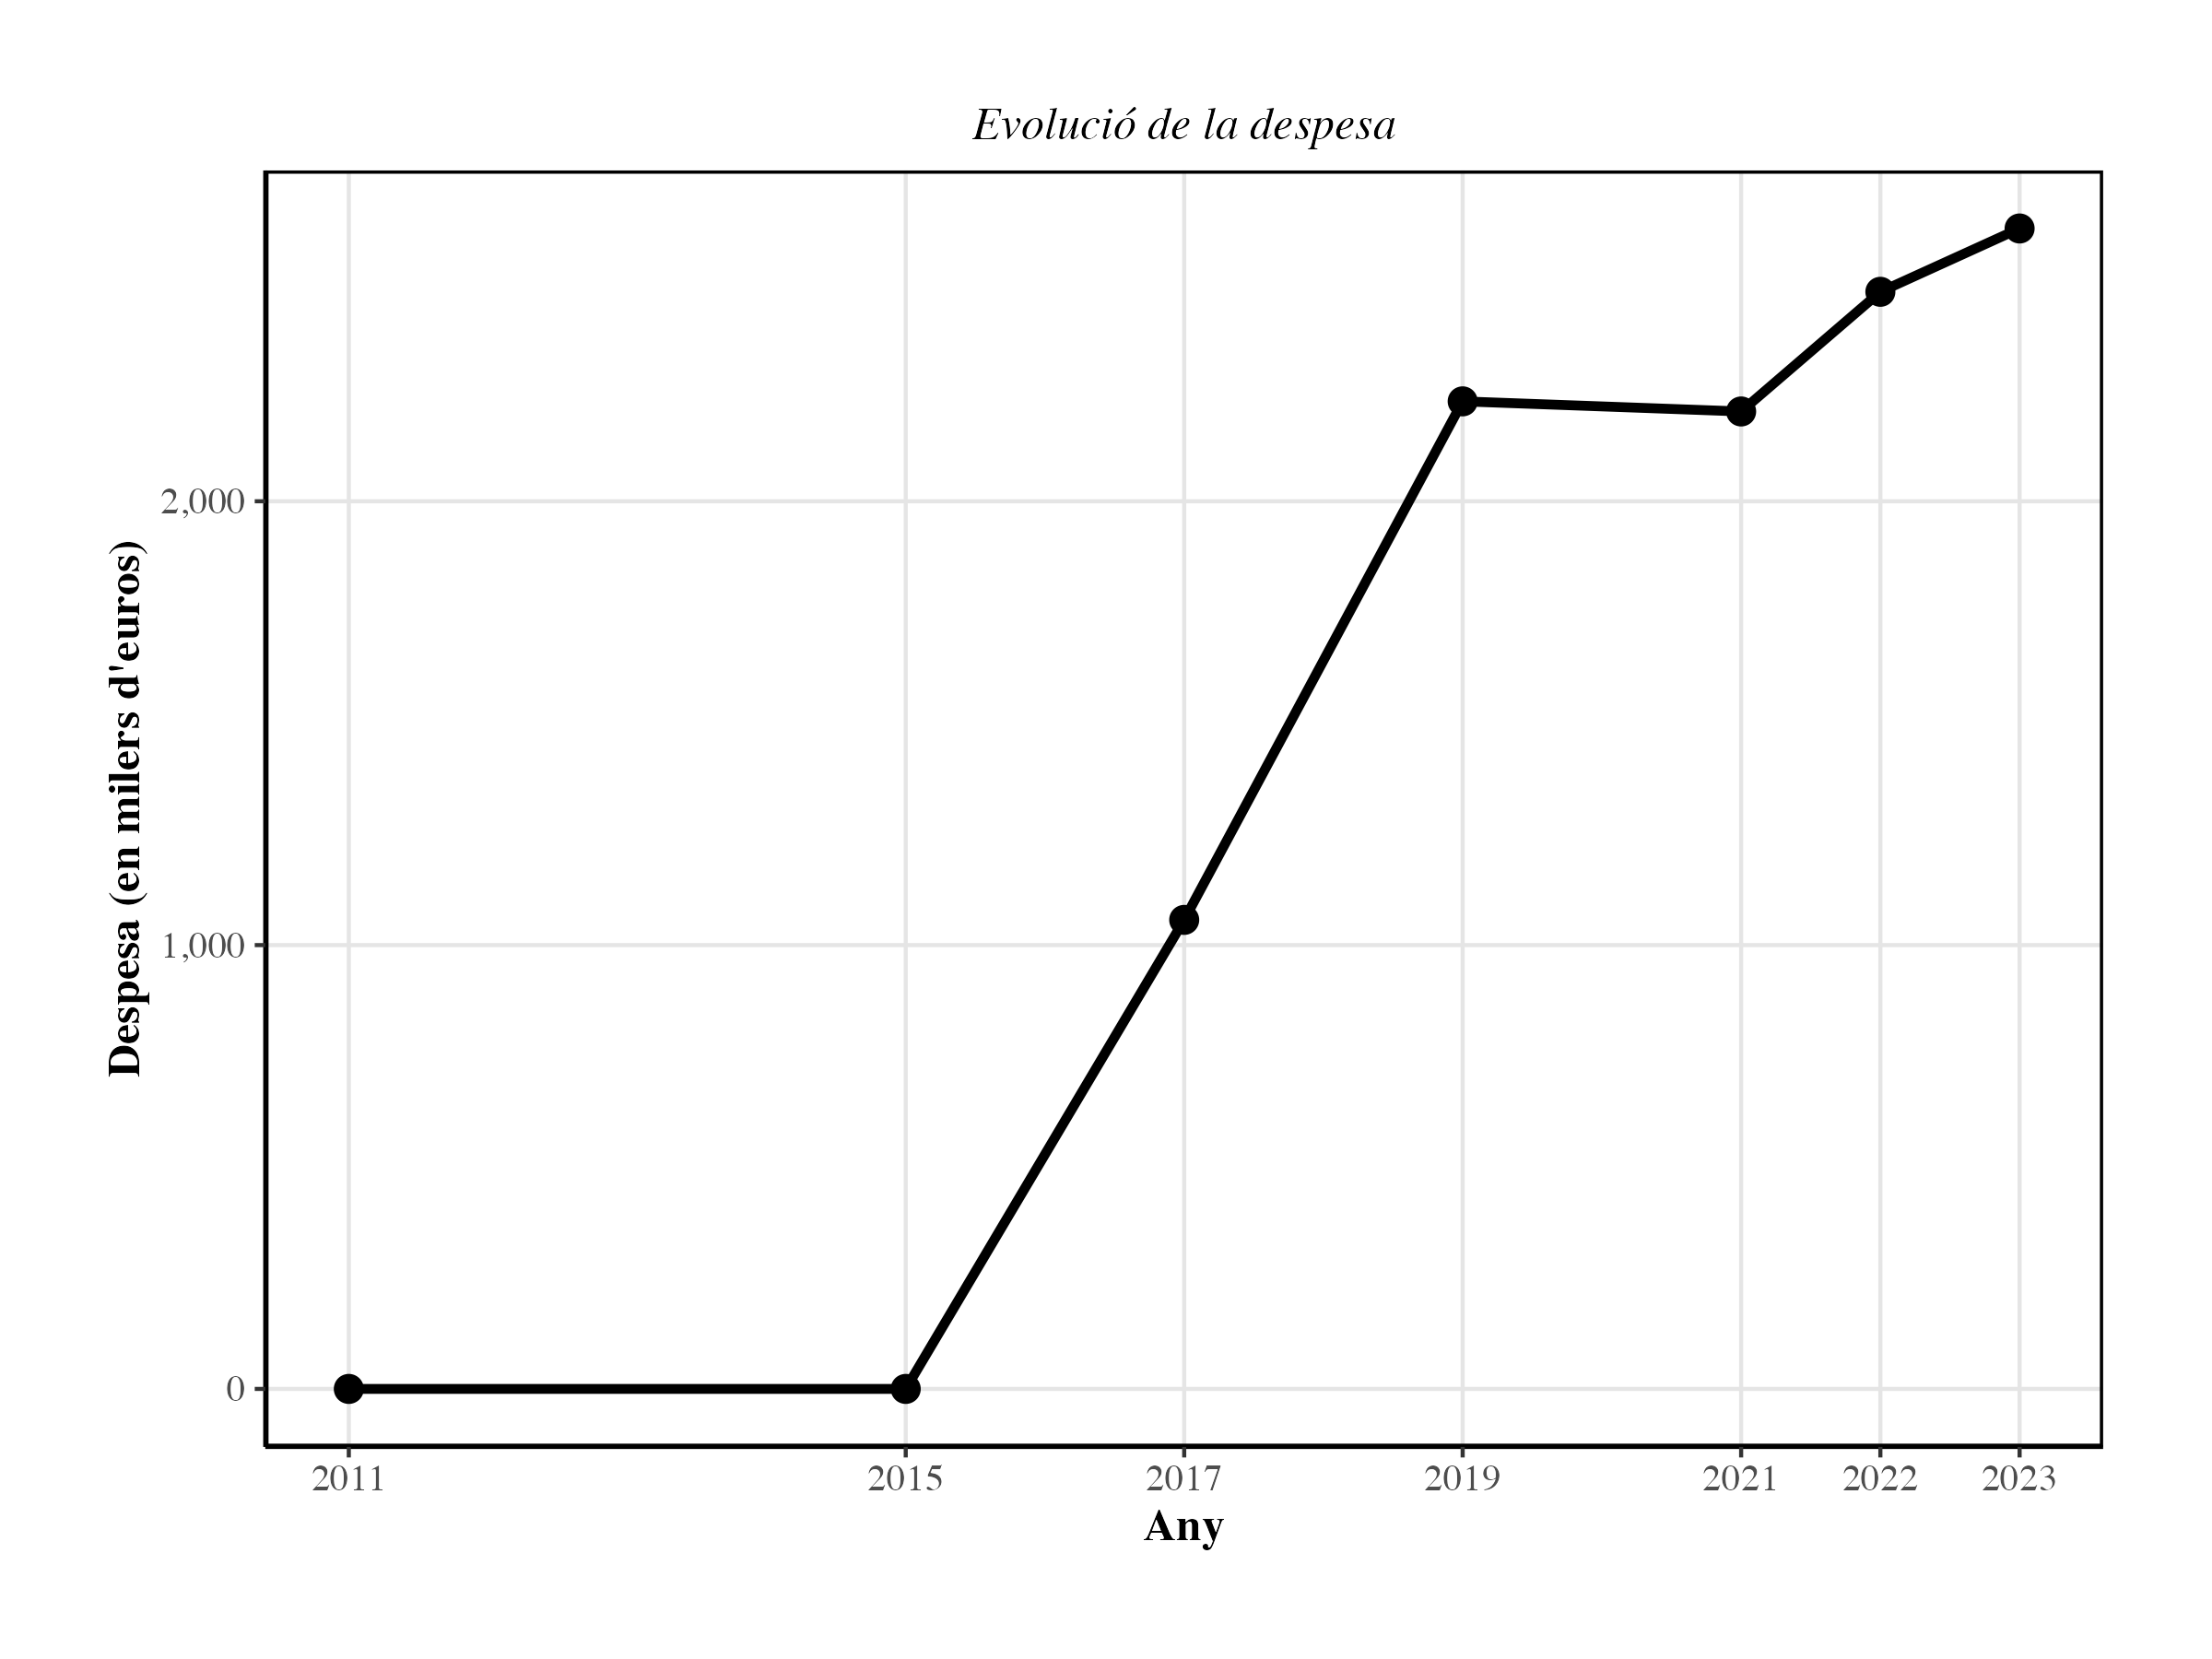 Evolució de la despesa
Despesa (en milers d'euros)
2,000
1,000
0
2011 2015 2017 2019 2021 2022 2023
Any